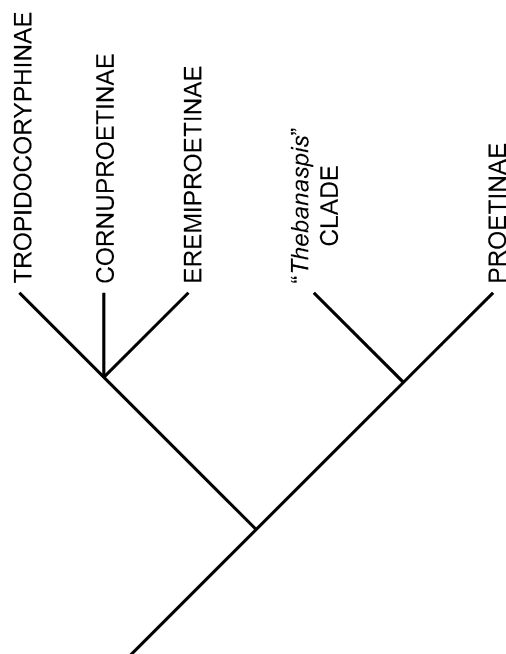 TROPIDOCORYPHINAE
CORNUPROETINAE
EREMIPROETINAE
“Thebanaspis”
CLADE
PROETINAE